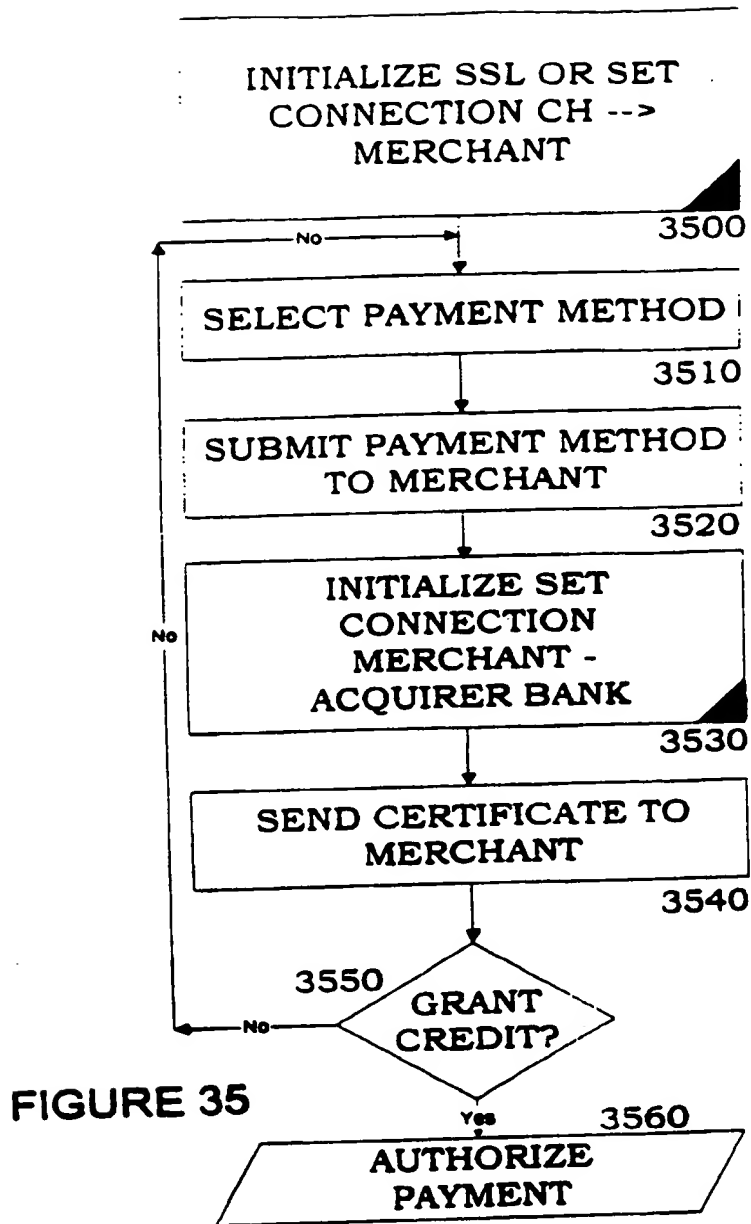 INITIALIZE SSL OR SET
CONNECTION CH -->
MERCHANT
3500
No
SELECT PAYMENT METHOD
3510
SUBMIT PAYMENT METHOD
TO MERCHANT
3520
INITIALIZE SET
CONNECTION
MERCHANT -
ACQUIRER BANK
No
3530
SEND CERTIFICATE TO
MERCHANT
3540
3550
GRANT
CREDIT?
No
FIGURE 35
Yes
3560
AUTHORIZE
PAYMENT